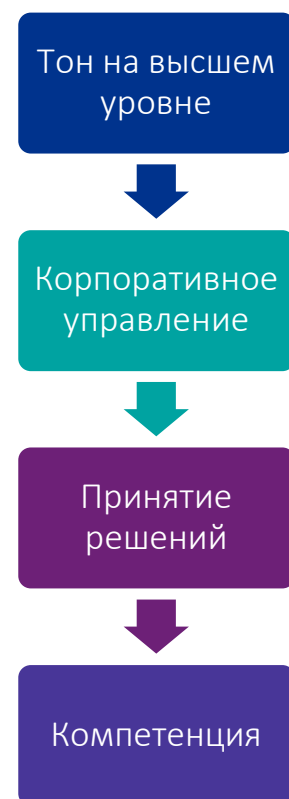 Тон на высшем
уровне
Корпоративное
управление
Принятие
решений
Компетенция